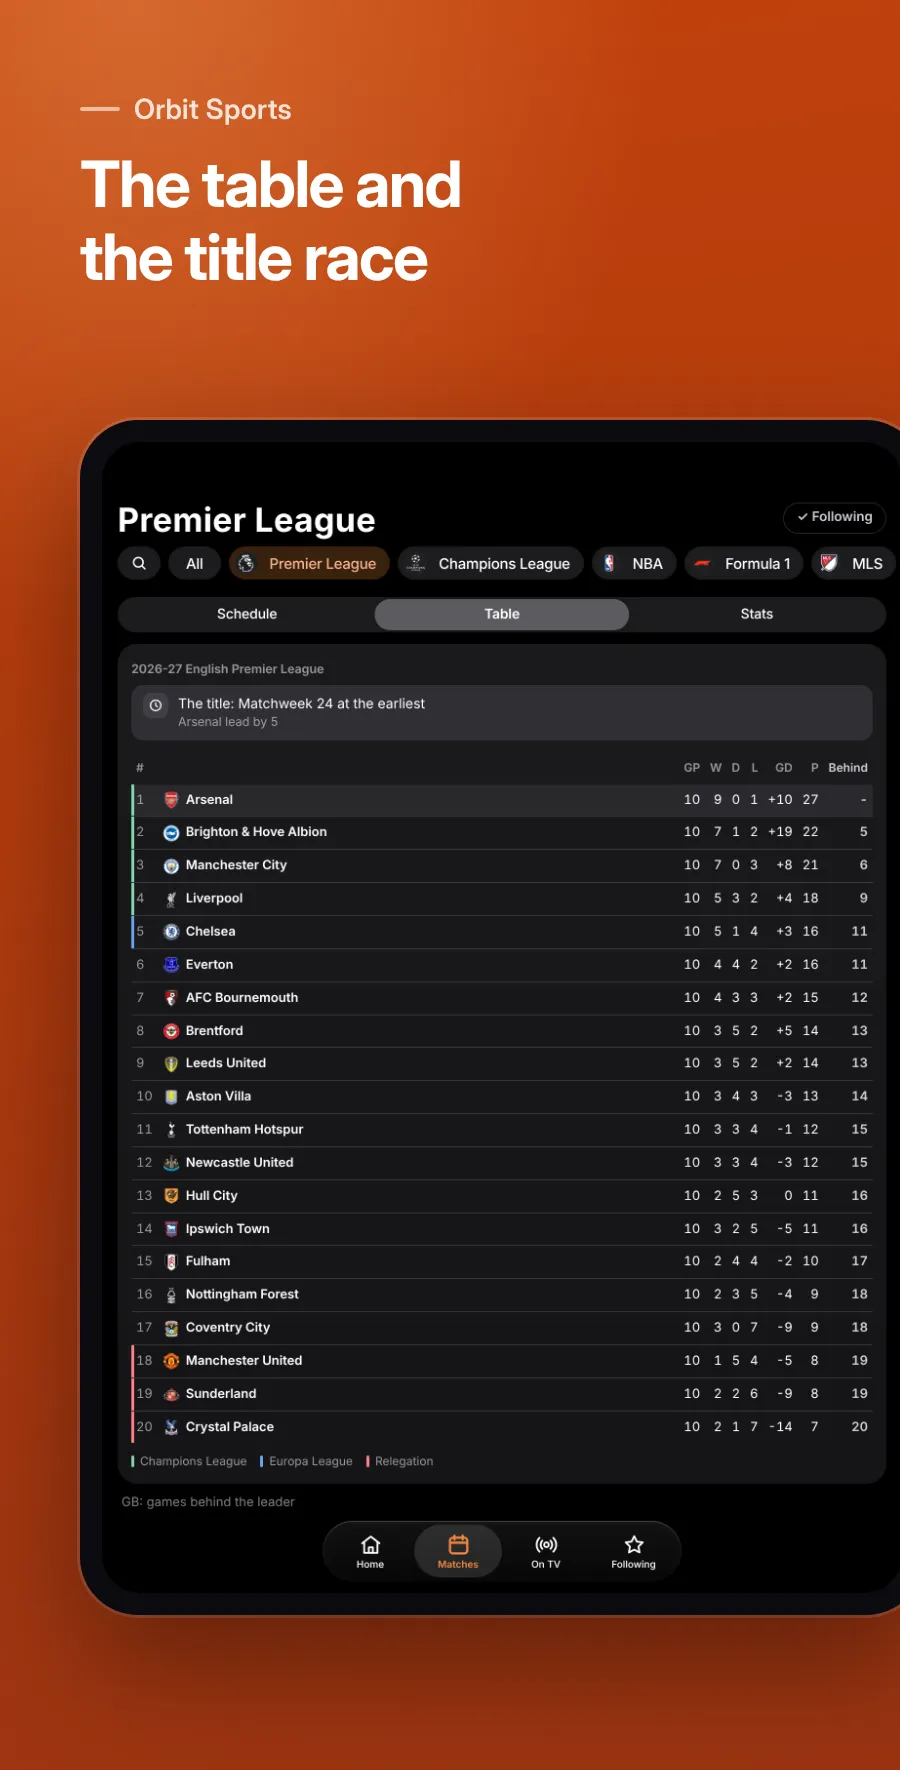 Orbit Sports
The table and
the title race
Premier League
Following
All
Premier League
Champions League
NBA
Formula 1
MLS
Schedule
Table
Stats
2026-27 English Premier League
The title: Matchweek 24 at the earliest
Arsenal lead by 5
# GP W D L GD P Behind
1 Arsenal 10 9 0 1 +10 27 -
2 Brighton & Hove Albion 10 7 1 2 +19 22 5
3 Manchester City 10 7 0 3 +8 21 6
4 Liverpool 10 5 3 2 +4 18 9
5 Chelsea 10 5 1 4 +3 16 11
6 Everton 10 4 4 2 +2 16 11
7 AFC Bournemouth 10 4 3 3 +2 15 12
8 Brentford 10 3 5 2 +5 14 13
9 Leeds United 10 3 5 2 +2 14 13
10 Aston Villa 10 3 4 3 -3 13 14
11 Tottenham Hotspur 10 3 3 4 -1 12 15
12 Newcastle United 10 3 3 4 -3 12 15
13 Hull City 10 2 5 3 0 11 16
14 Ipswich Town 10 3 2 5 -5 11 16
15 Fulham 10 2 4 4 -2 10 17
16 Nottingham Forest 10 2 3 5 -4 9 18
17 Coventry City 10 3 0 7 -9 9 18
18 Manchester United 10 1 5 4 -5 8 19
19 Sunderland 10 2 2 6 -9 8 19
20 Crystal Palace 10 2 1 7 -14 7 20
Champions League
Europa League
Relegation
GB: games behind the leader
Home
Matches
On TV
Following